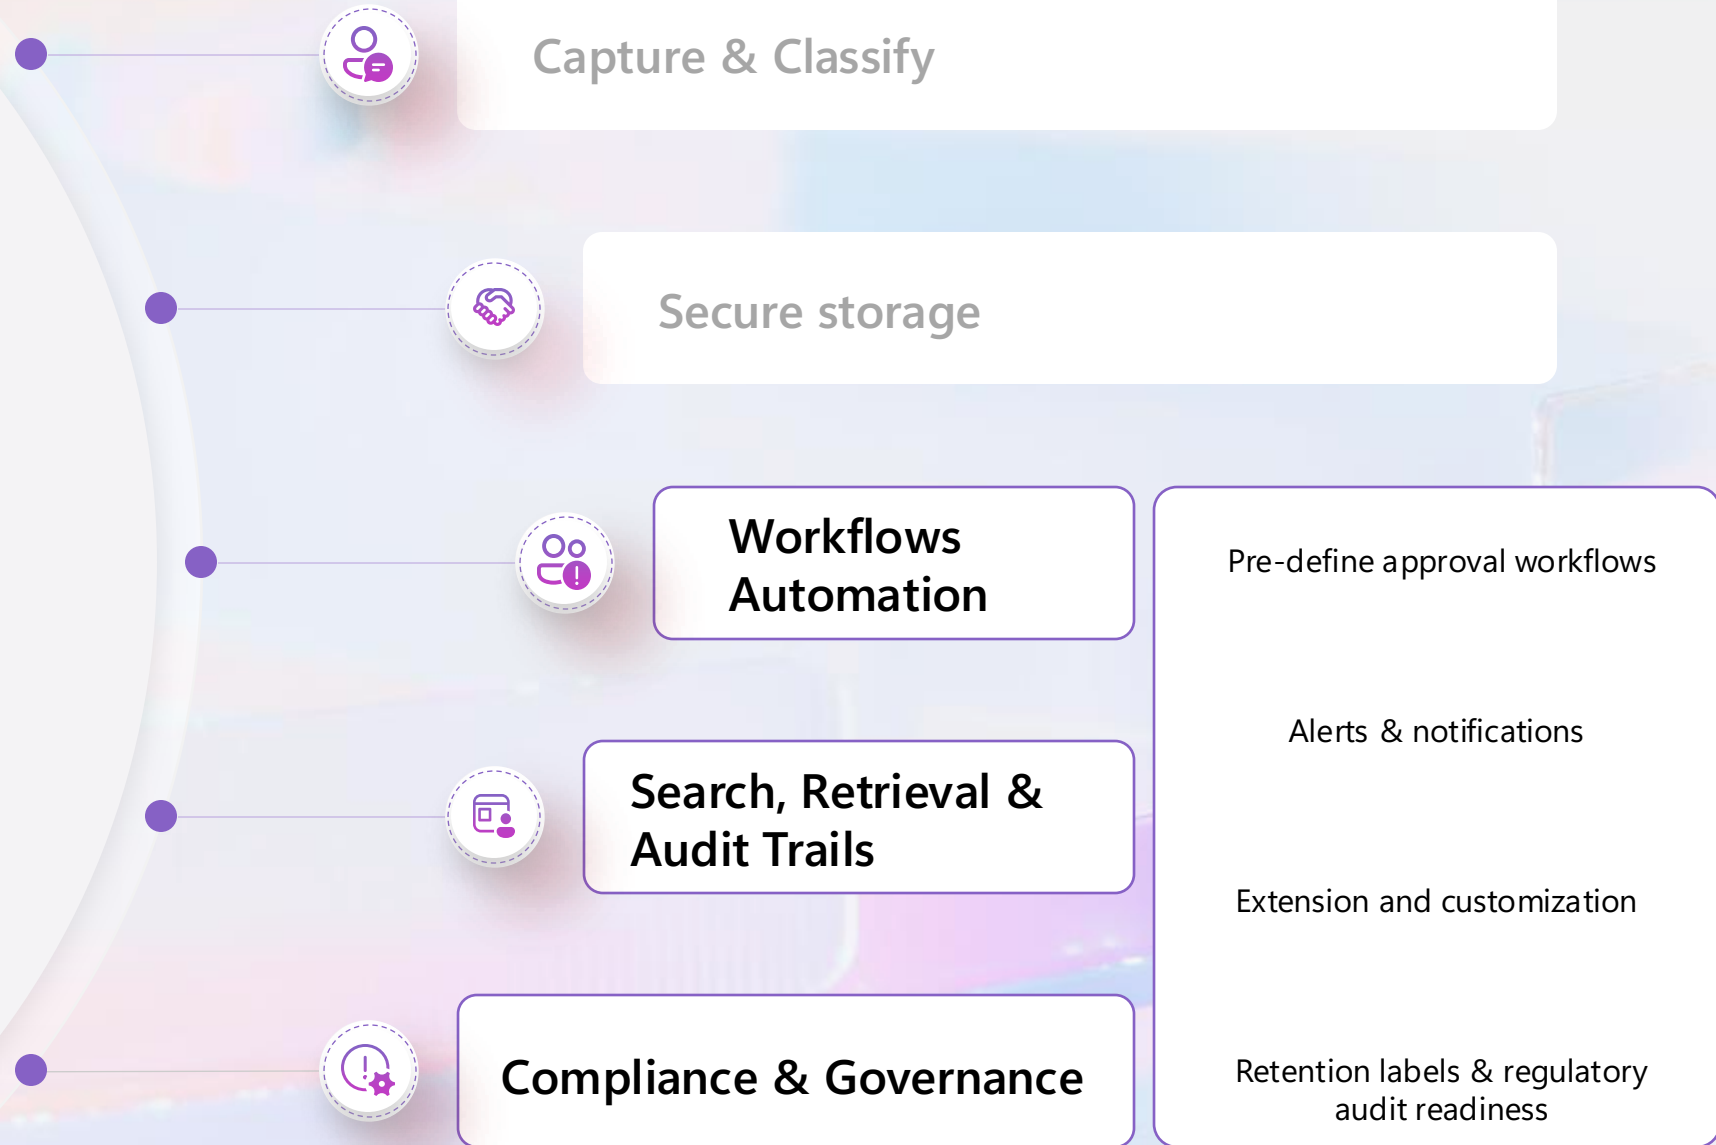 Capture & Classify
Secure storage
Workflows
Automation
Pre-define approval workflows
Alerts & notifications
Search, Retrieval &
Audit Trails
Extension and customization
Compliance & Governance
Retention labels & regulatory
audit readiness